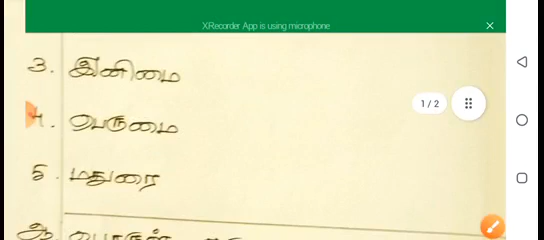 XRecorder App is using microphone
3. இனிமை
1 / 2
4. பெருமை
5. மதுரை
ஆ. பொருள்